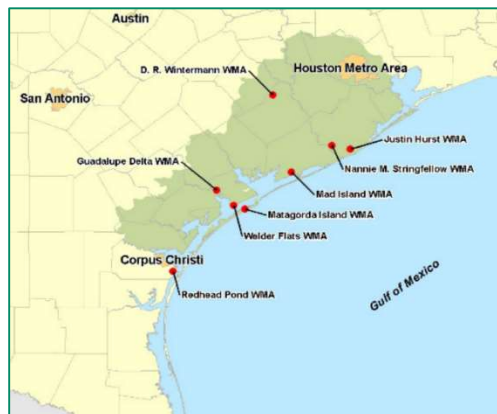 Austin
D. R. Wintermann WMA
Houston Metro Area
San Antonio
Justin Hurst WMA
Guadalupe Delta WMA
Nannie M. Stringfellow WMA
Mad Island WMA
Matagorda Island WMA
Welder Flats WMA
Corpus Christi
Redhead Pond WMA
Gulf of Mexico